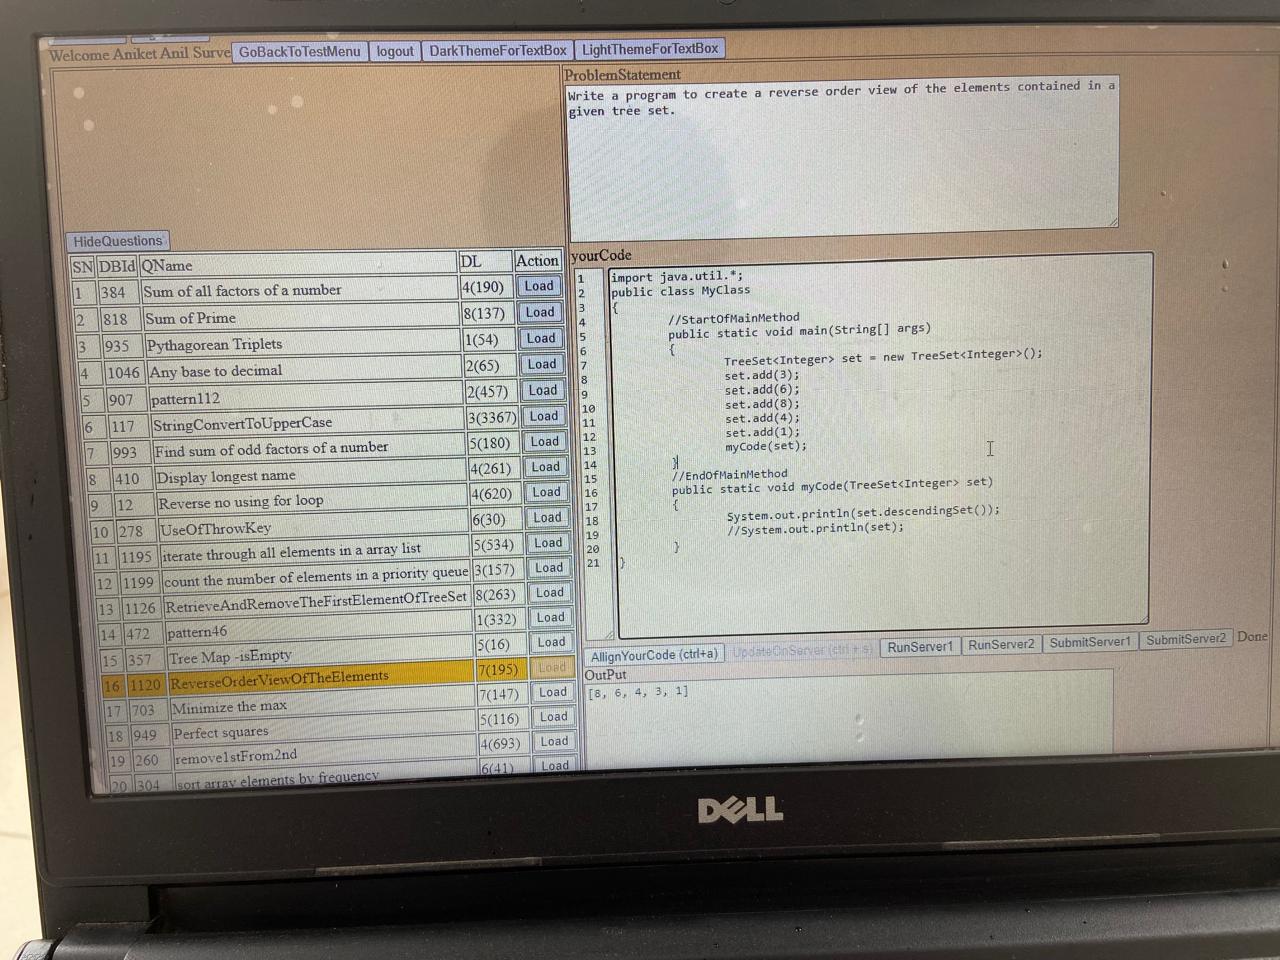 Welcome Aniket Anil Surve GoBackToTestMenu logout DarkThemeForTextBox LightThemeForTextBox
ProblemStatement
Write a program to create a reverse order view of the elements contained in a
given tree set.
HideQuestions
SN DBId QName DL Action
1 384 Sum of all factors of a number 4(190) Load
2 818 Sum of Prime 8(137) Load
3 935 Pythagorean Triplets 1(54) Load
4 1046 Any base to decimal 2(65) Load
5 907 pattern112 2(457) Load
6 117 StringConvertToUpperCase 3(3367) Load
7 993 Find sum of odd factors of a number 5(180) Load
8 410 Display longest name 4(261) Load
9 12 Reverse no using for loop 4(620) Load
10 278 UseOfThrowKey 6(30) Load
11 1195 iterate through all elements in a array list 5(534) Load
12 1199 count the number of elements in a priority queue 3(157) Load
13 1126 RetrieveAndRemoveTheFirstElementOfTreeSet 8(263) Load
14 472 pattern46 1(332) Load
15 357 Tree Map -isEmpty 5(16) Load
16 1120 ReverseOrderViewOfTheElements 7(195) Load
17 703 Minimize the max 7(147) Load
18 949 Perfect squares 5(116) Load
19 260 remove1stFrom2nd 4(693) Load
20 304 sort array elements by frequency 6(41) Load
yourCode
1 import java.util.*;
2 public class MyClass
3 {
4 //StartOfMainMethod
5 public static void main(String[] args)
6 {
7 TreeSet<Integer> set = new TreeSet<Integer>();
8 set.add(3);
9 set.add(6);
10 set.add(8);
11 set.add(4);
12 set.add(1);
13 myCode(set);
14 }
15 //EndOfMainMethod
16 public static void myCode(TreeSet<Integer> set)
17 {
18 System.out.println(set.descendingSet());
19 //System.out.println(set);
20 }
21 }
AllignYourCode (ctrl+a) UpdateOnServer (ctrl + s) RunServer1 RunServer2 SubmitServer1 SubmitServer2 Done
OutPut
[8, 6, 4, 3, 1]
DELL